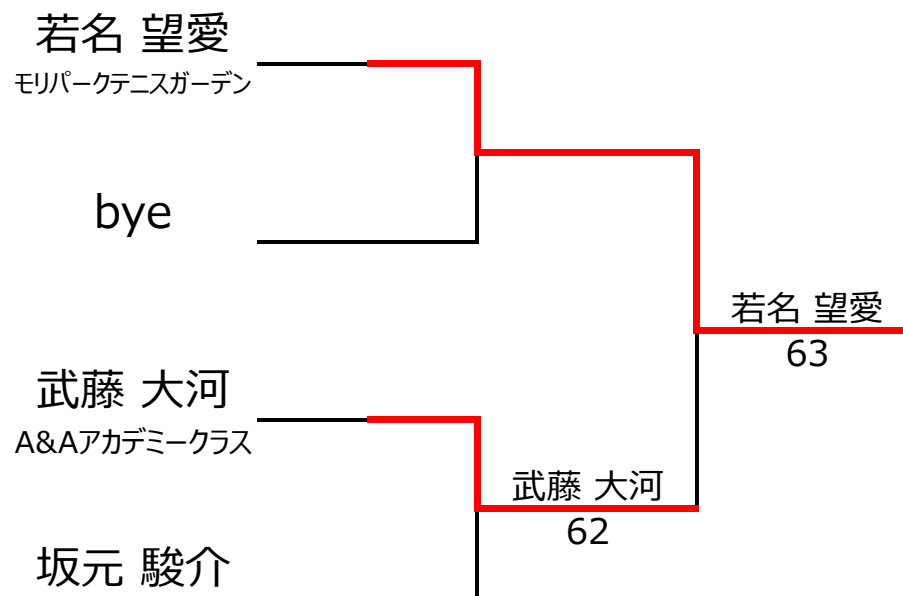 若名 望愛
モリパークテニスガーデン
bye
若名 望愛
63
武藤 大河
A&Aアカデミークラス
武藤 大河
62
坂元 駿介